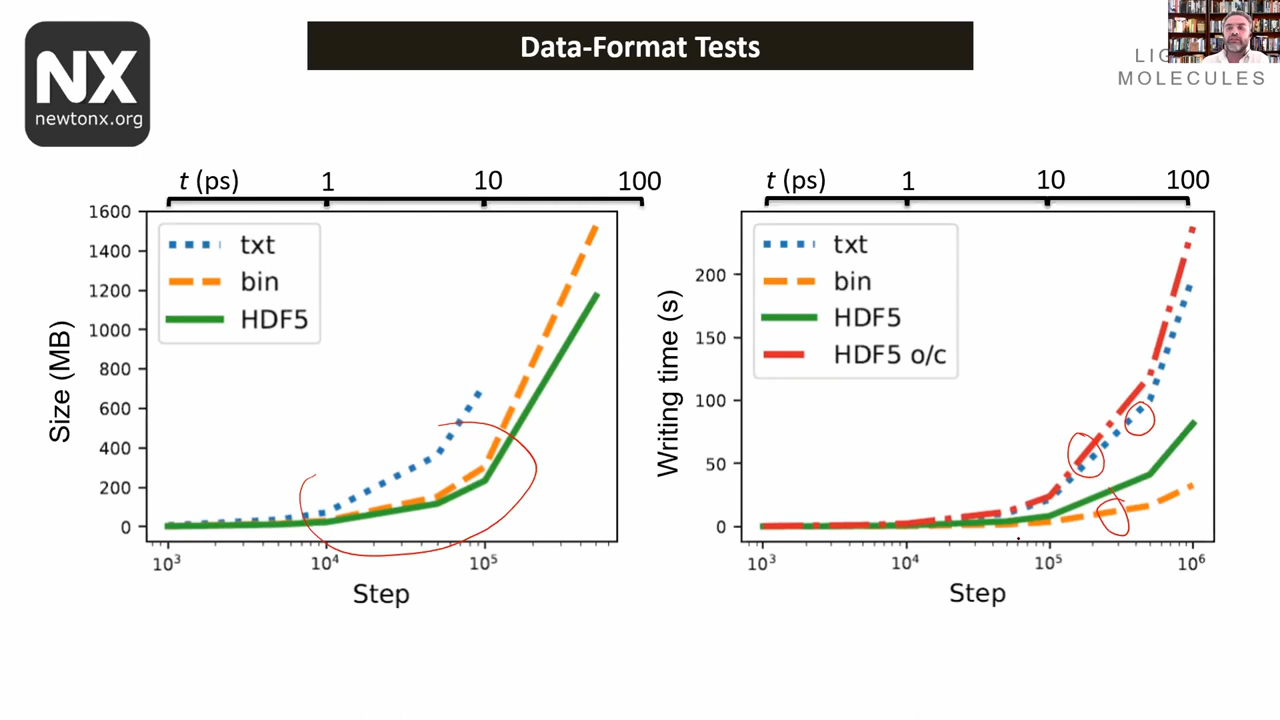 NX
newtonx.org
Data-Format Tests
MOLECULES
t (ps) 1 10 100
1600
1400
1200
1000
800
600
400
200
0
Size (MB)
txt
bin
HDF5
10³ 10⁴ 10⁵
Step
t (ps) 1 10 100
200
150
100
50
0
Writing time (s)
txt
bin
HDF5
HDF5 o/c
10³ 10⁴ 10⁵ 10⁶
Step